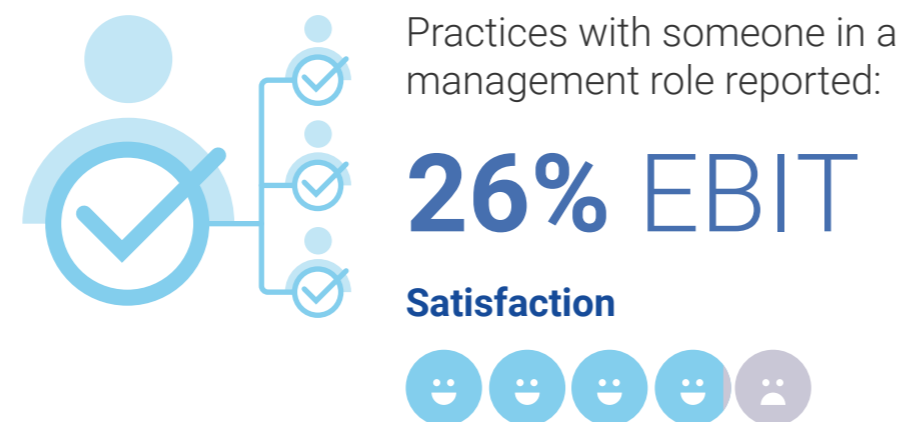 Practices with someone in a
management role reported:
26% EBIT
Satisfaction